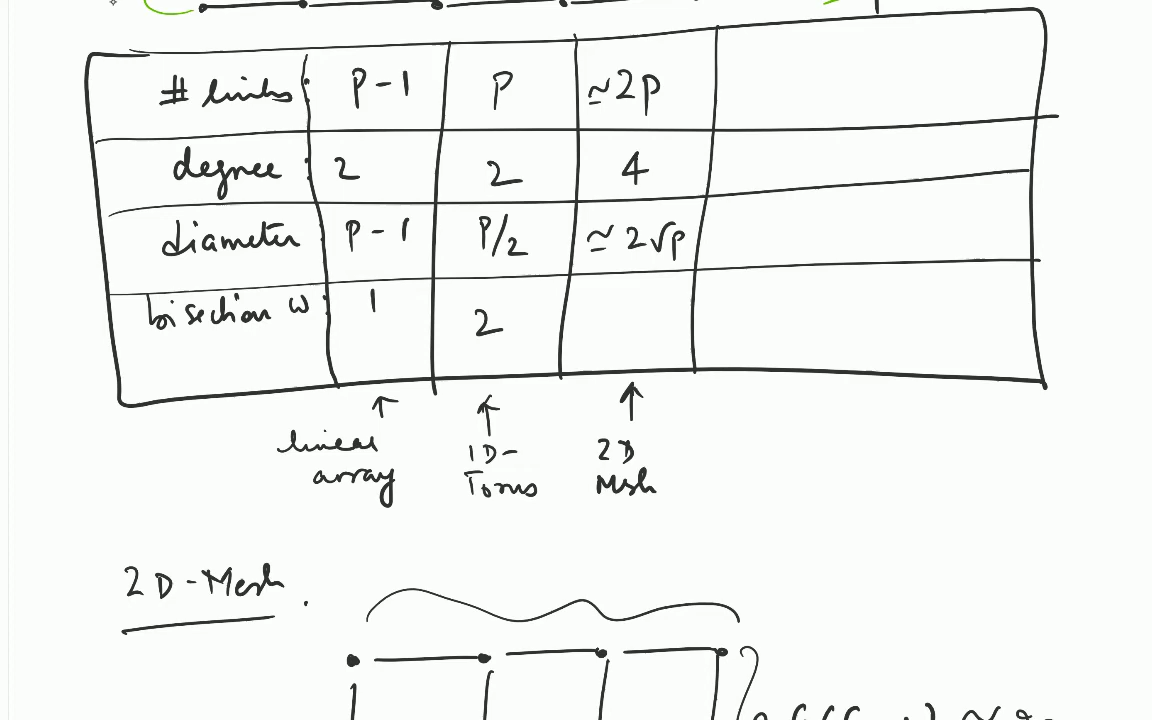 # links : P-1 P ≃2p
degree : 2 2 4
diameter : P-1 P/2 ≃ 2√p
bisection w : 1 2
linear array
1D- Torus
2D Mesh
2D-Mesh.